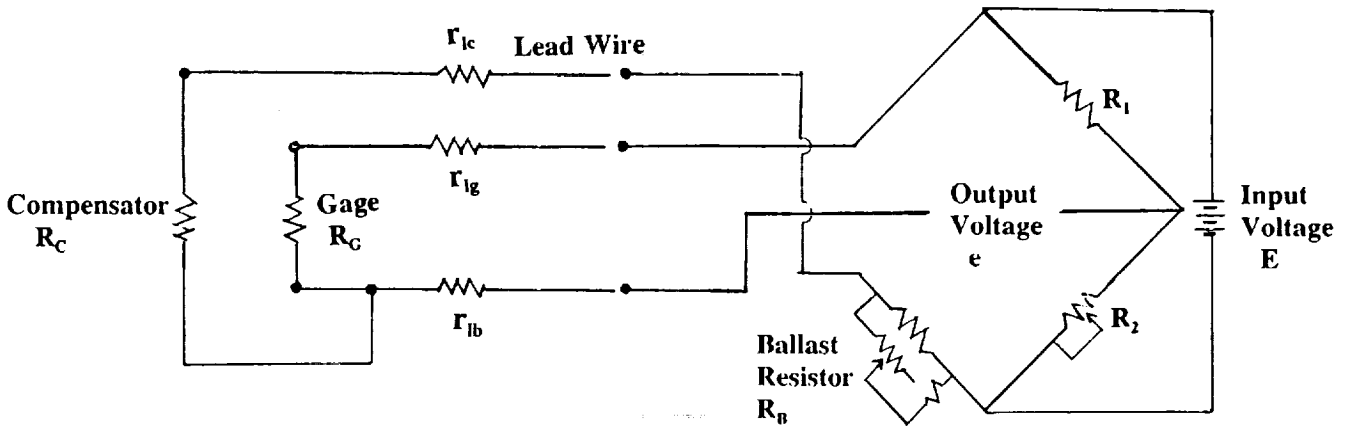 r_lc
Lead Wire
R_1
r_lg
Compensator
R_C
Gage
R_G
Output
Voltage
e
Input
Voltage
E
r_lb
R_2
Ballast
Resistor
R_B